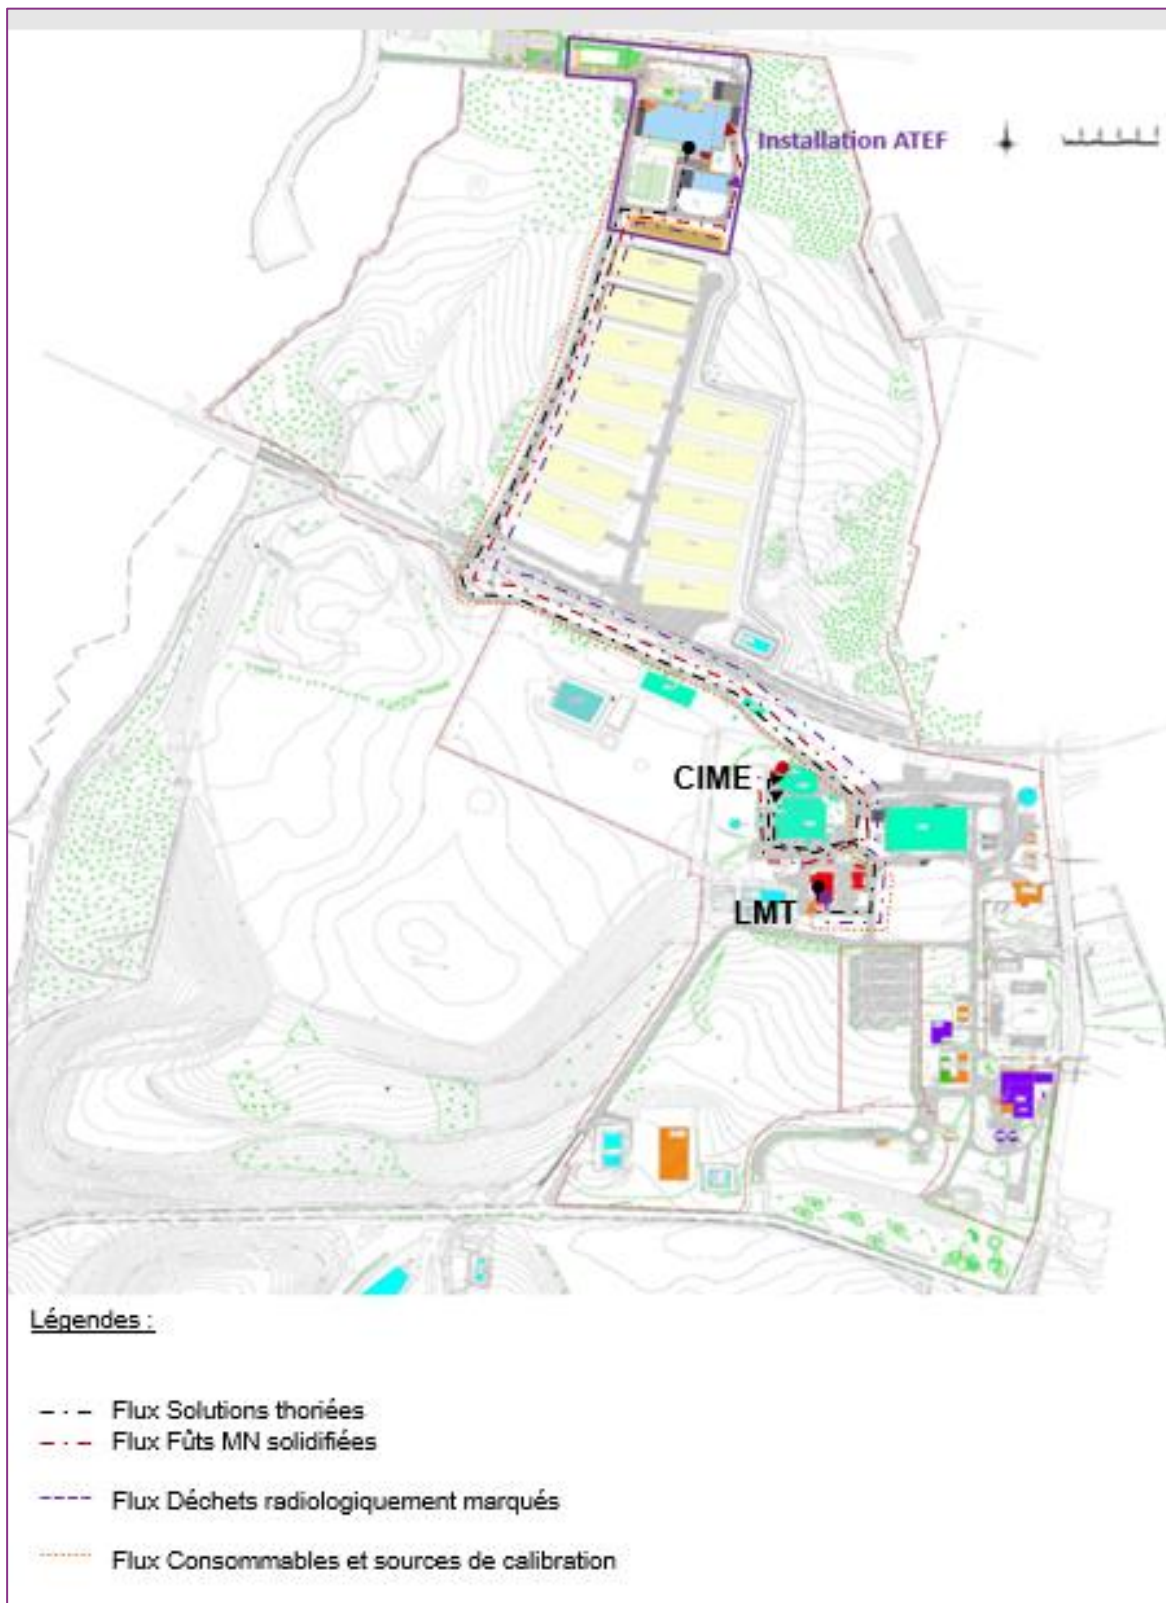 Installation ATEF
CIME
LMT
Légendes :
Flux Solutions thoriées
Flux Fûts MN solidifiées
Flux Déchets radiologiquement marqués
Flux Consommables et sources de calibration